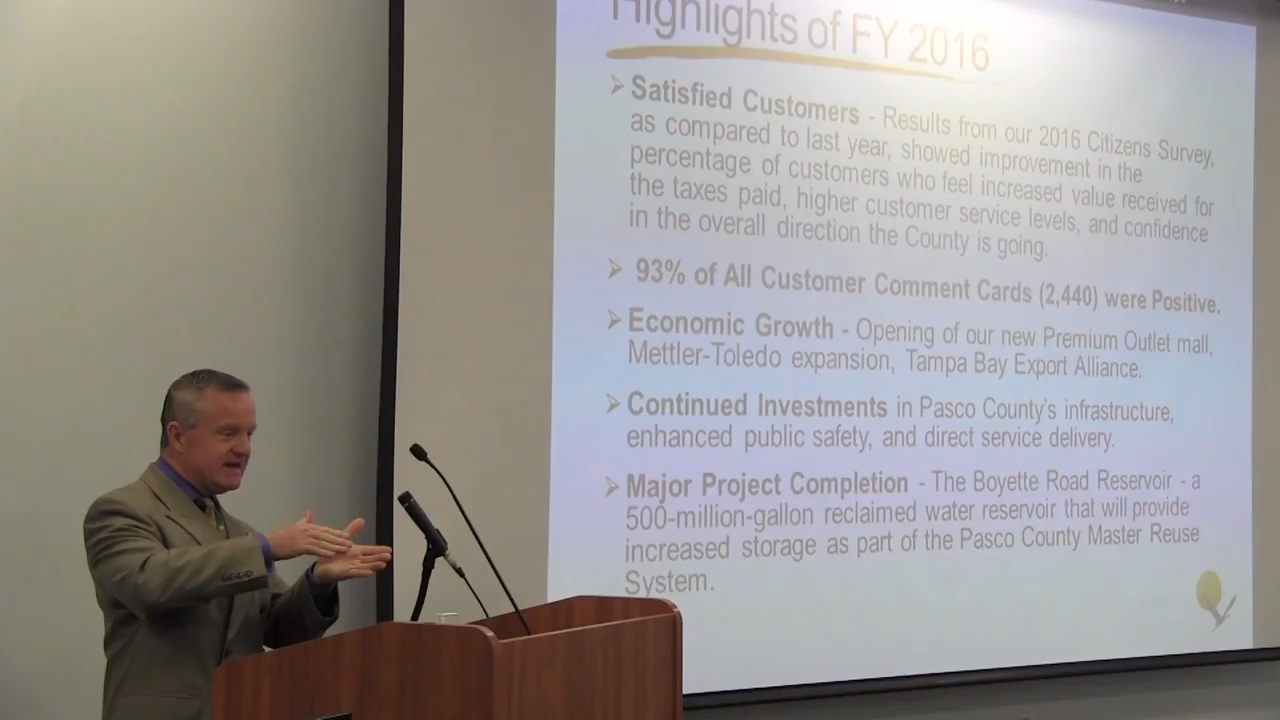 Highlights of FY 2016
➢ Satisfied Customers - Results from our 2016 Citizens Survey,
as compared to last year, showed improvement in the
percentage of customers who feel increased value received for
the taxes paid, higher customer service levels, and confidence
in the overall direction the County is going.
➢ 93% of All Customer Comment Cards (2,440) were Positive.
➢ Economic Growth - Opening of our new Premium Outlet mall,
Mettler-Toledo expansion, Tampa Bay Export Alliance.
➢ Continued Investments in Pasco County's infrastructure,
enhanced public safety, and direct service delivery.
➢ Major Project Completion - The Boyette Road Reservoir - a
500-million-gallon reclaimed water reservoir that will provide
increased storage as part of the Pasco County Master Reuse
System.